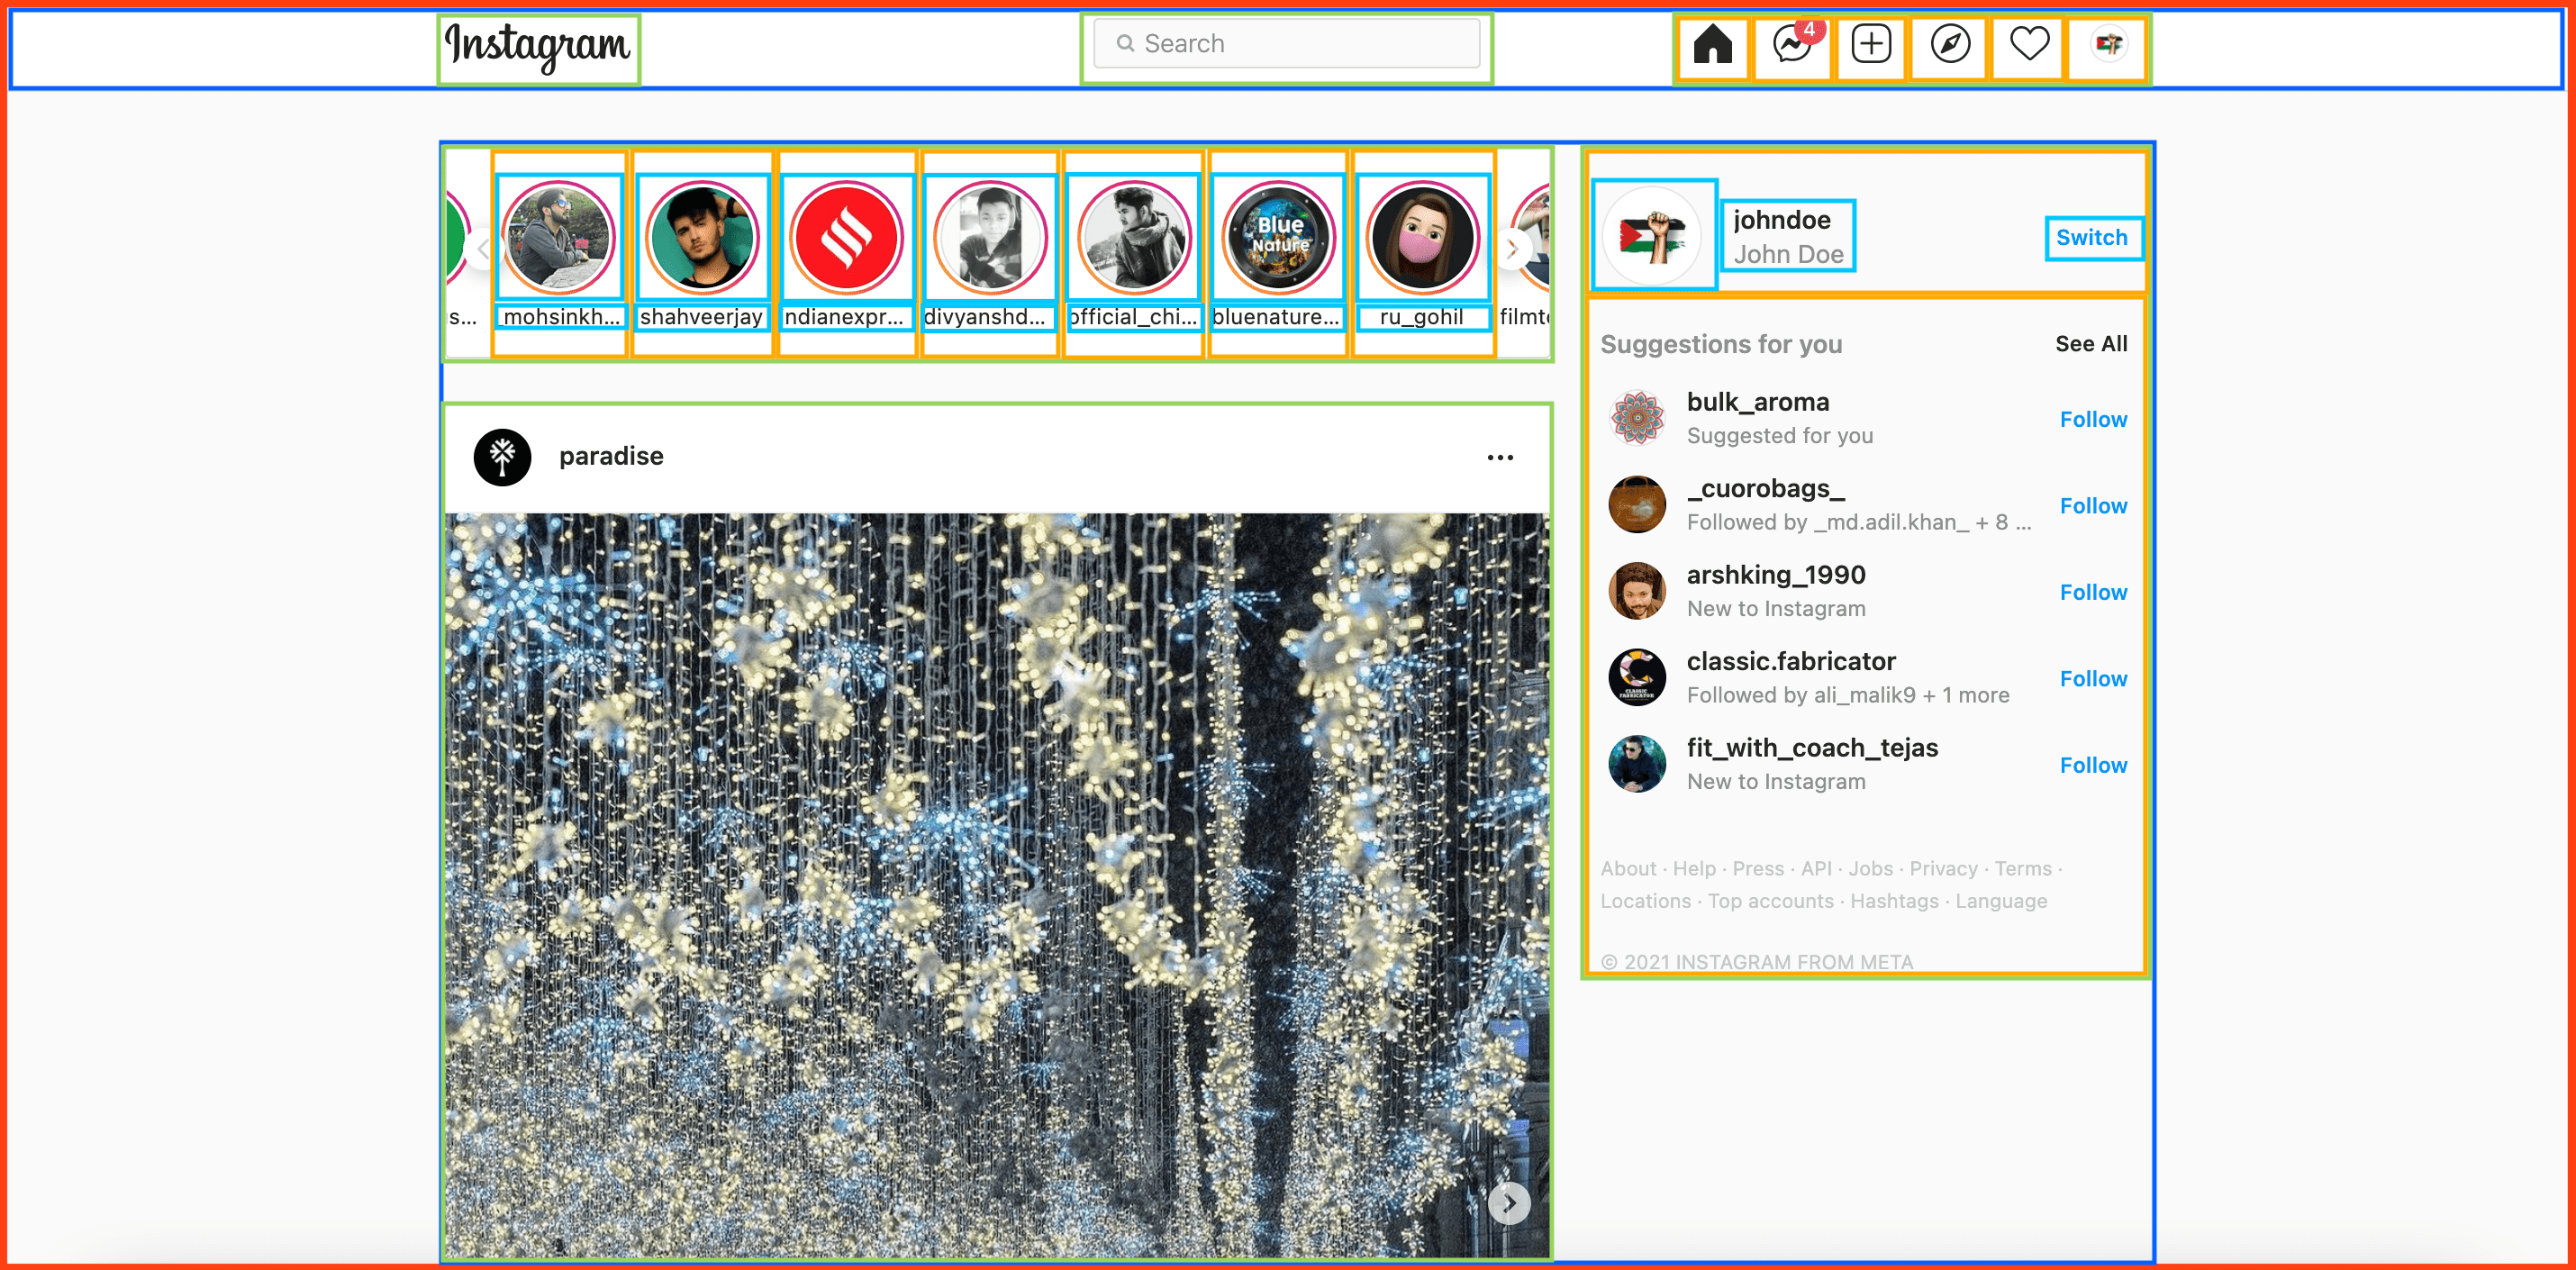 Instagram
Search
4
s...
_mohsinkh...
shahveerjay
ndianexpr...
divyanshd...
official_chi...
bluenature...
ru_gohil
filmt
Blue
Nature
johndoe
John Doe
Switch
Suggestions for you
See All
bulk_aroma
Suggested for you
Follow
_cuorobags_
Followed by _md.adil.khan_ + 8 ...
Follow
arshking_1990
New to Instagram
Follow
classic.fabricator
Followed by ali_malik9 + 1 more
Follow
CLASSIC
FABRICATOR
fit_with_coach_tejas
New to Instagram
Follow
About · Help · Press · API · Jobs · Privacy · Terms ·
Locations · Top accounts · Hashtags · Language
© 2021 INSTAGRAM FROM META
paradise